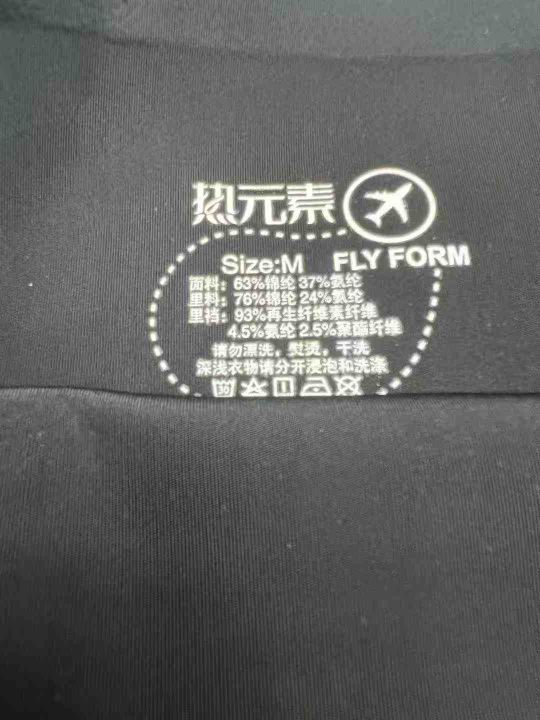 热元素
FLY FORM
Size:M
面料：63%锦纶 37%氨纶
里料：76%锦纶 24%氨纶
里裆：93%再生纤维素纤维
4.5%氨纶 2.5%聚酯纤维
请勿漂洗，熨烫，干洗
深浅衣物请分开浸泡和洗涤